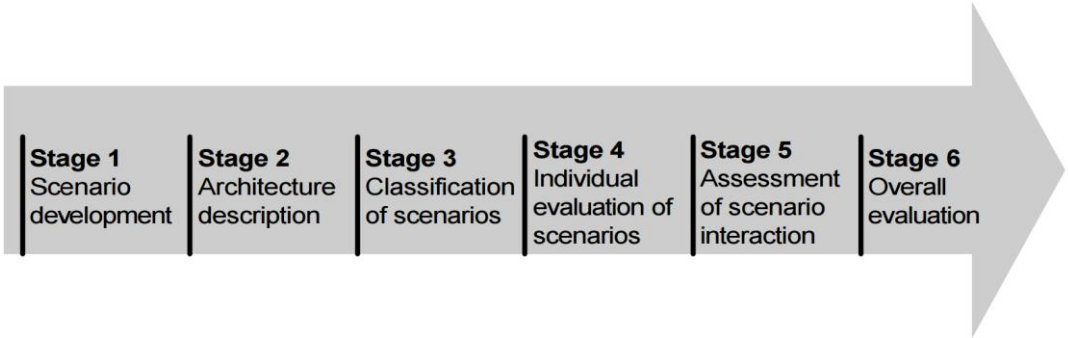 Stage 1
Scenario
development
Stage 2
Architecture
description
Stage 3
Classification
of scenarios
Stage 4
Individual
evaluation of
scenarios
Stage 5
Assessment
of scenario
interaction
Stage 6
Overall
evaluation